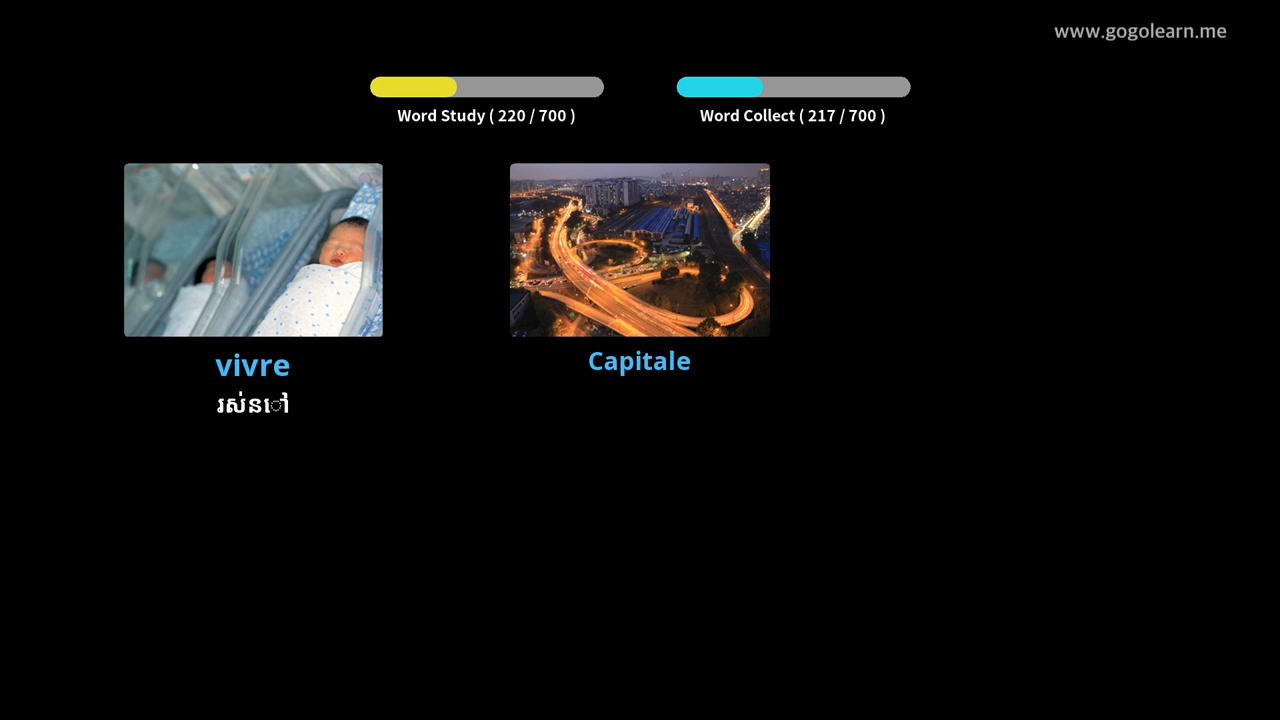 www.gogolearn.me
Word Study ( 220 / 700 )
Word Collect ( 217 / 700 )
vivre
រស់នៅ
Capitale